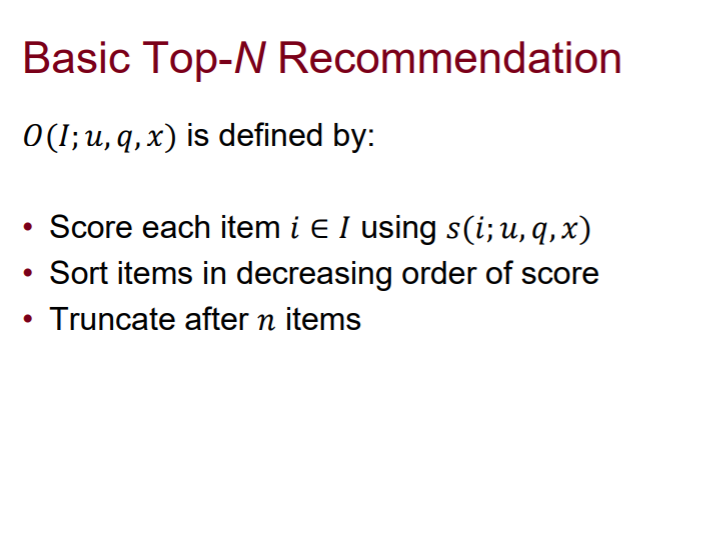 Basic Top-N Recommendation
O(I; u, q, x) is defined by:
• Score each item i ∈ I using s(i; u, q, x)
• Sort items in decreasing order of score
• Truncate after n items